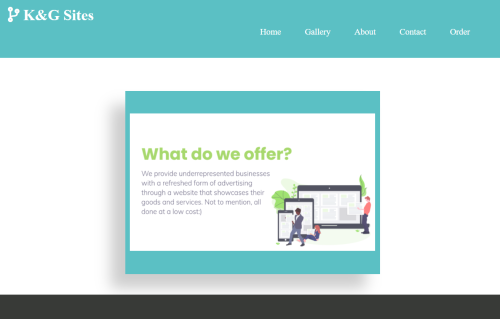 K&G Sites
Home Gallery About Contact Order
What do we offer?
We provide underrepresented businesses
with a refreshed form of advertising
through a website that showcases their
goods and services. Not to mention, all
done at a low cost:)